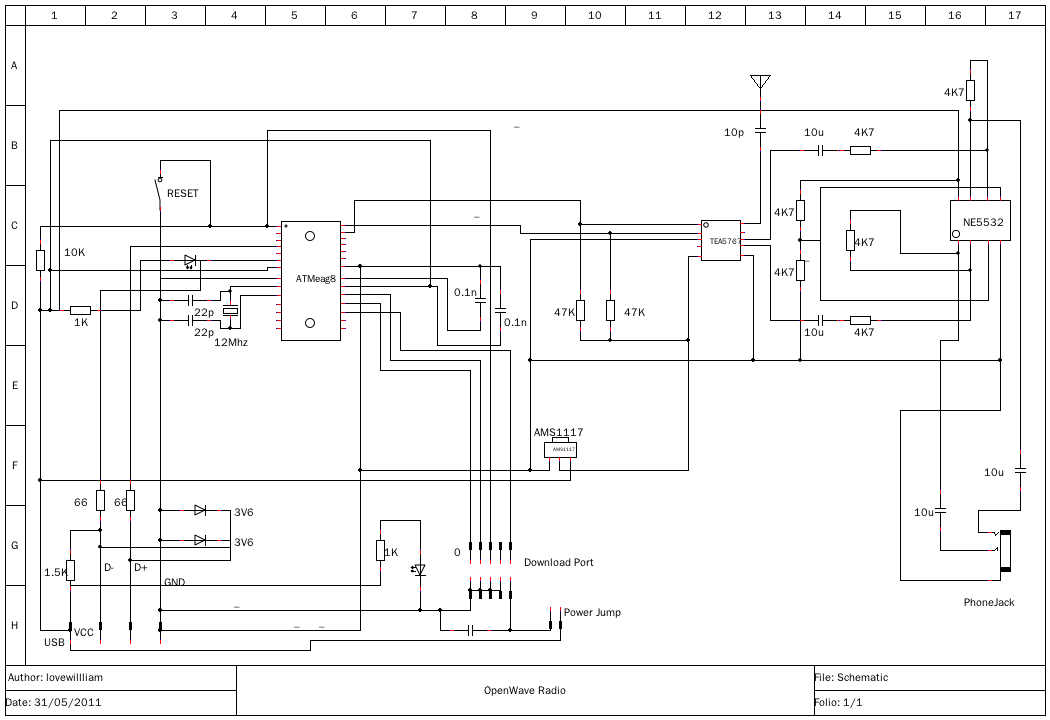 1 2 3 4 5 6 7 8 9 10 11 12 13 14 15 16 17
A
4K7
B
10p
10u
4K7
RESET
C
4K7
NE5532
10K
TEA5767
4K7
ATMeag8
4K7
D
0.1n
22p
47K
47K
1K
0.1n
22p
10u
4K7
12Mhz
E
AMS1117
AMS1117
F
10u
66
66
3V6
10u
G
3V6
1K
0
Download Port
1.5K
D-
D+
GND
PhoneJack
H
Power Jump
VCC
USB
Author: lovewillliam
OpenWave Radio
File: Schematic
Date: 31/05/2011
Folio: 1/1